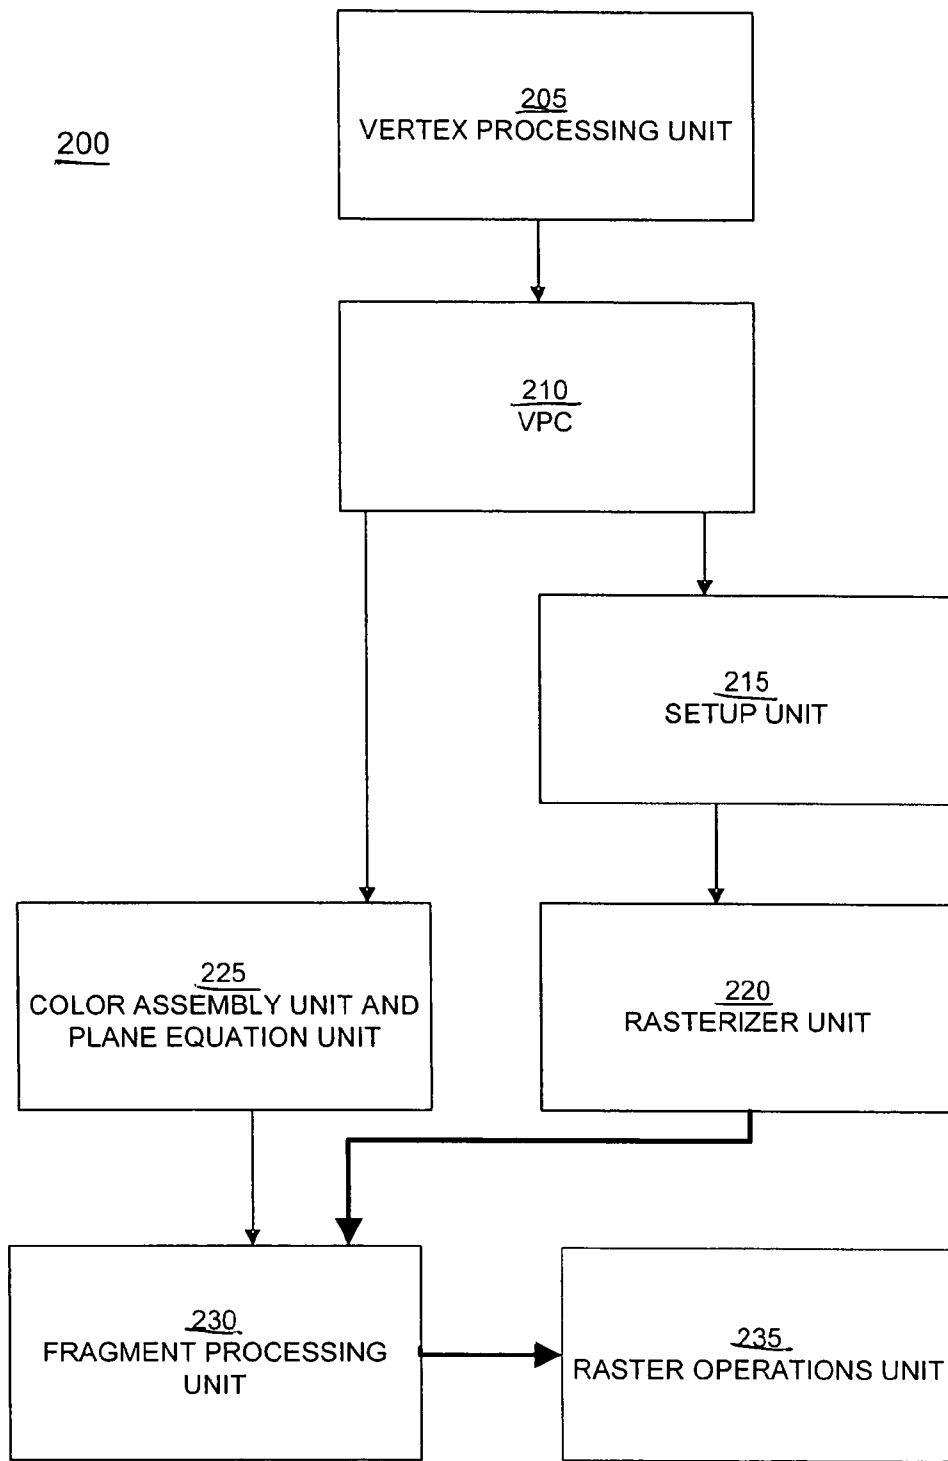 200
205
VERTEX PROCESSING UNIT
210
VPC
215
SETUP UNIT
225
COLOR ASSEMBLY UNIT AND
PLANE EQUATION UNIT
220
RASTERIZER UNIT
230
FRAGMENT PROCESSING
UNIT
235
RASTER OPERATIONS UNIT